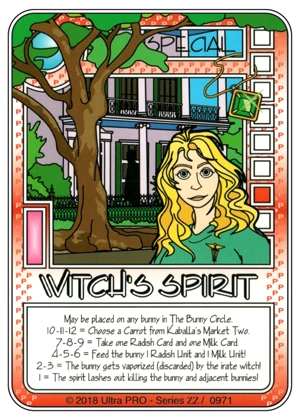 SPECIAL
WITCH'S SPIRIT
May be placed on any bunny in The Bunny Circle.
10-11-12 = Choose a Carrot from Kaballa's Market Two.
7-8-9 = Take one Radish Card and one Milk Card.
4-5-6 = Feed the bunny 1 Radish Unit and 1 Milk Unit!
2-3 = The bunny gets vaporized (discarded) by the irate witch!
1 = The spirit lashes out killing the bunny and adjacent bunnies!
© 2018 Ultra PRO - Series ZZ / 0971